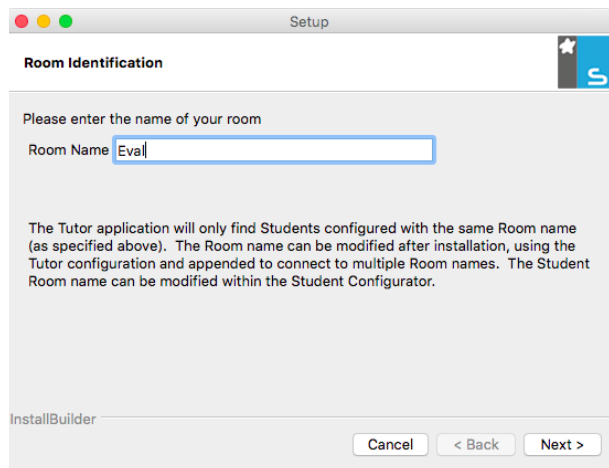 Setup
Room Identification
S
Please enter the name of your room
Room Name Eval
The Tutor application will only find Students configured with the same Room name
(as specified above).  The Room name can be modified after installation, using the
Tutor configuration and appended to connect to multiple Room names.  The Student
Room name can be modified within the Student Configurator.
InstallBuilder
Cancel < Back Next >